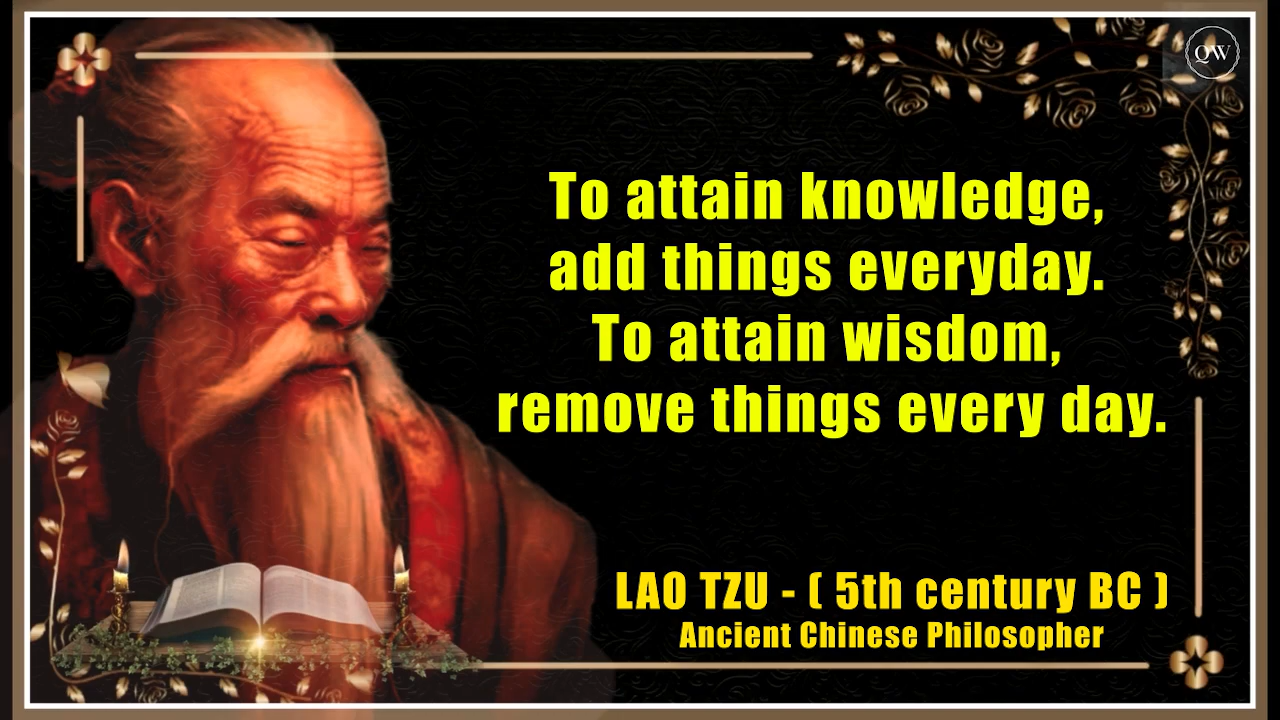 QW
To attain knowledge,
add things everyday.
To attain wisdom,
remove things every day.
LAO TZU - ( 5th century BC )
Ancient Chinese Philosopher